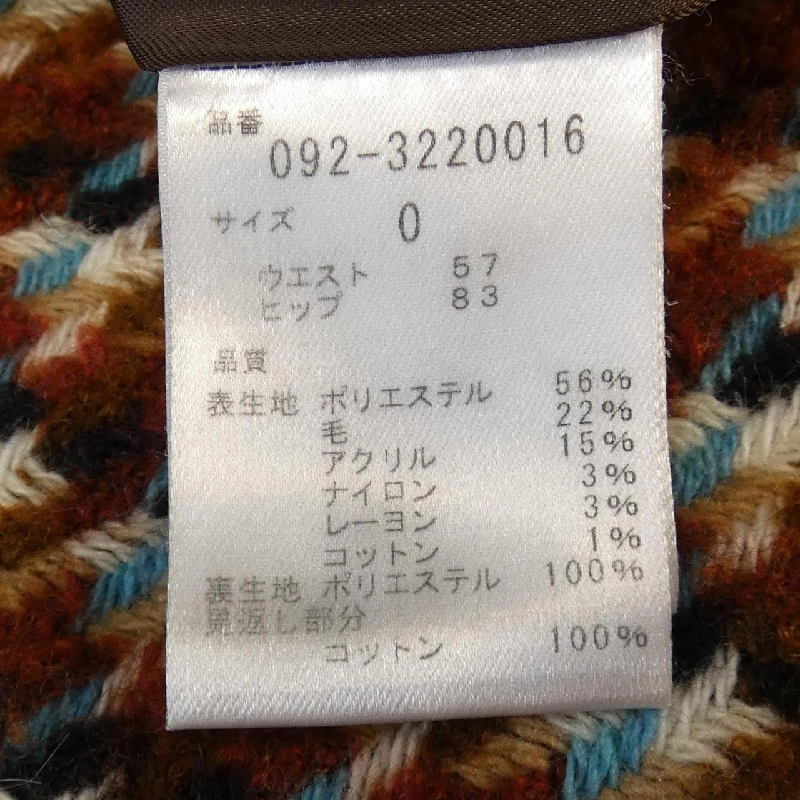 品番
092-3220016
サイズ 0
ウエスト 57
ヒップ 83
品質
表生地 ポリエステル 56%
毛 22%
アクリル 15%
ナイロン 3%
レーヨン 3%
コットン 1%
裏生地 ポリエステル 100%
見返し部分
コットン 100%